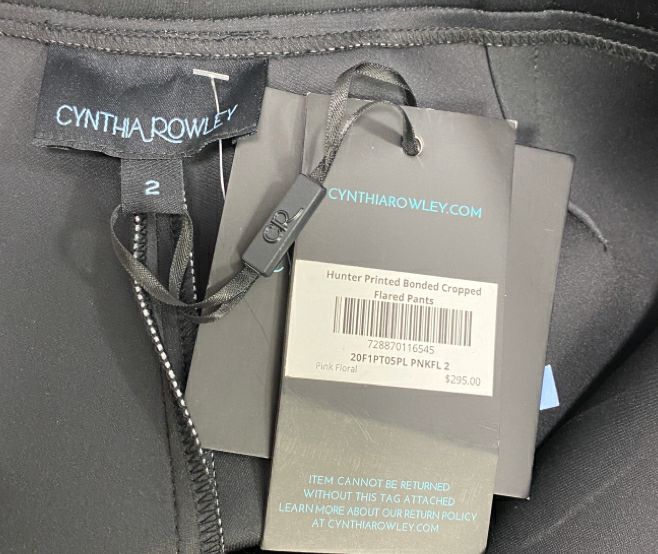 CYNTHIA ROWLEY
2
CR
CYNTHIAROWLEY.COM
Hunter Printed Bonded Cropped
Flared Pants
728870116545
20F1PT05PL PNKFL 2
Pink Floral
$295.00
ITEM CANNOT BE RETURNED
WITHOUT THIS TAG ATTACHED
LEARN MORE ABOUT OUR RETURN POLICY
AT CYNTHIAROWLEY.COM